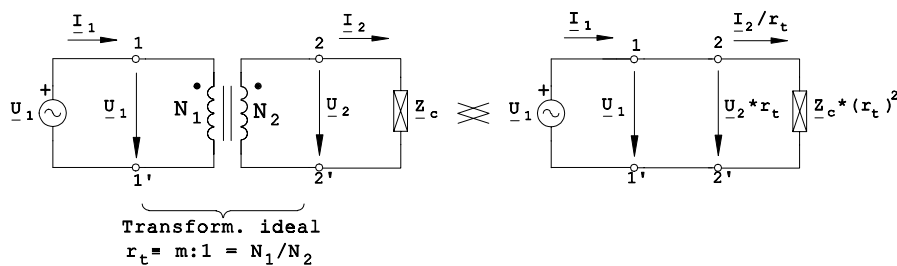 I1 I2 I1 I2/rt
1 2 1 2
+ U1 U1 N1 N2 U2 Zc + U1 U1 U2*rt Zc*(rt)2
1' 2' 1' 2'
Transform. ideal
rt= m:1 = N1/N2